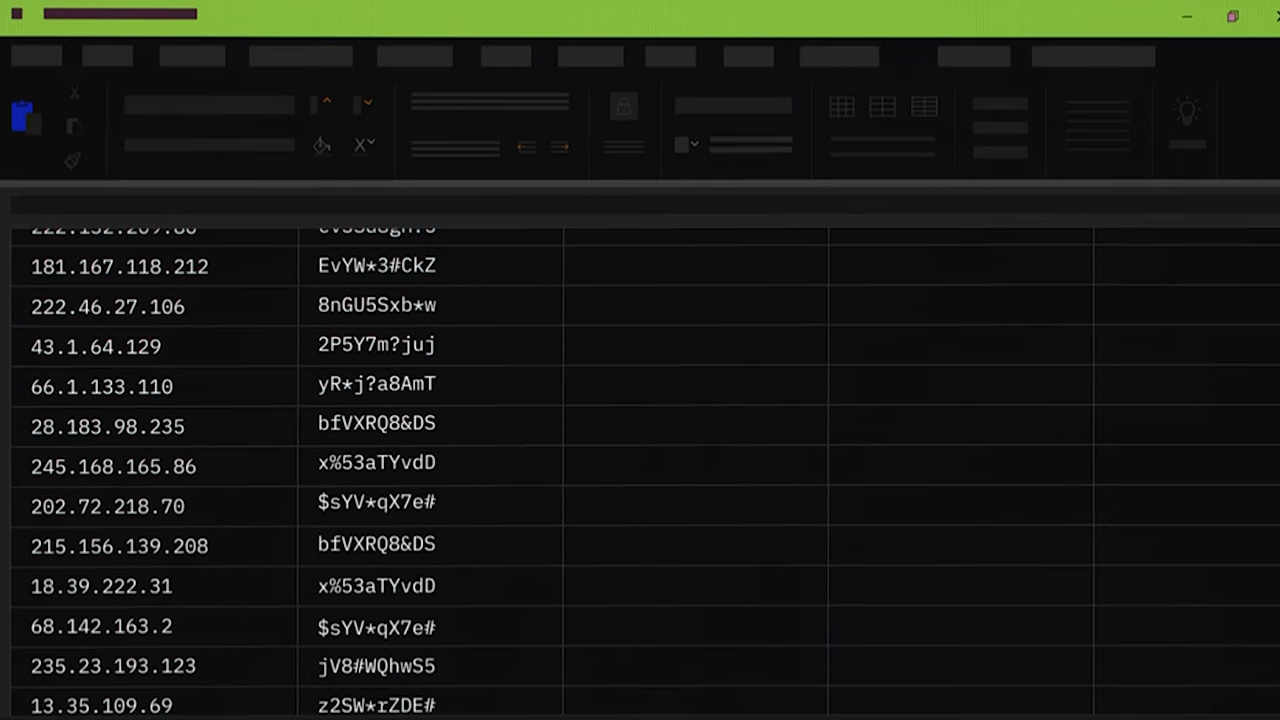 181.167.118.212 EvYW*3#CkZ
222.46.27.106 8nGU5Sxb*w
43.1.64.129 2P5Y7m?juj
66.1.133.110 yR*j?a8AmT
28.183.98.235 bfVXRQ8&DS
245.168.165.86 x%53aTYvdD
202.72.218.70 $sYV*qX7e#
215.156.139.208 bfVXRQ8&DS
18.39.222.31 x%53aTYvdD
68.142.163.2 $sYV*qX7e#
235.23.193.123 jV8#WQhwS5
13.35.109.69 z2SW*rZDE#